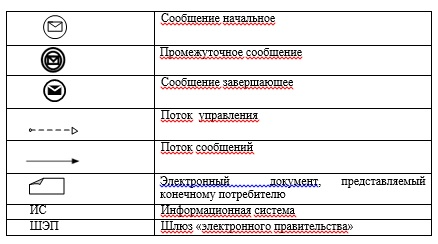 Сообщение начальное
Промежуточное сообщение
Сообщение завершающее
Поток управления
Поток сообщений
Электронный документ, представляемый
конечному потребителю
ИС Информационная система
ШЭП Шлюз «электронного правительства»